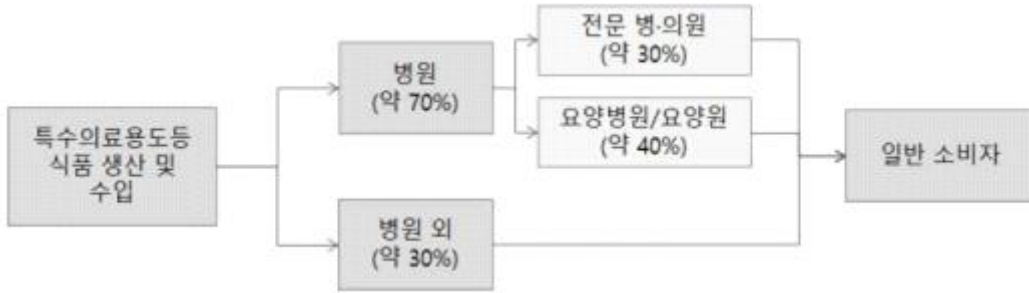 특수의료용도등
식품 생산 및
수입
병원
(약 70%)
병원 외
(약 30%)
전문 병·의원
(약 30%)
요양병원/요양원
(약 40%)
일반 소비자